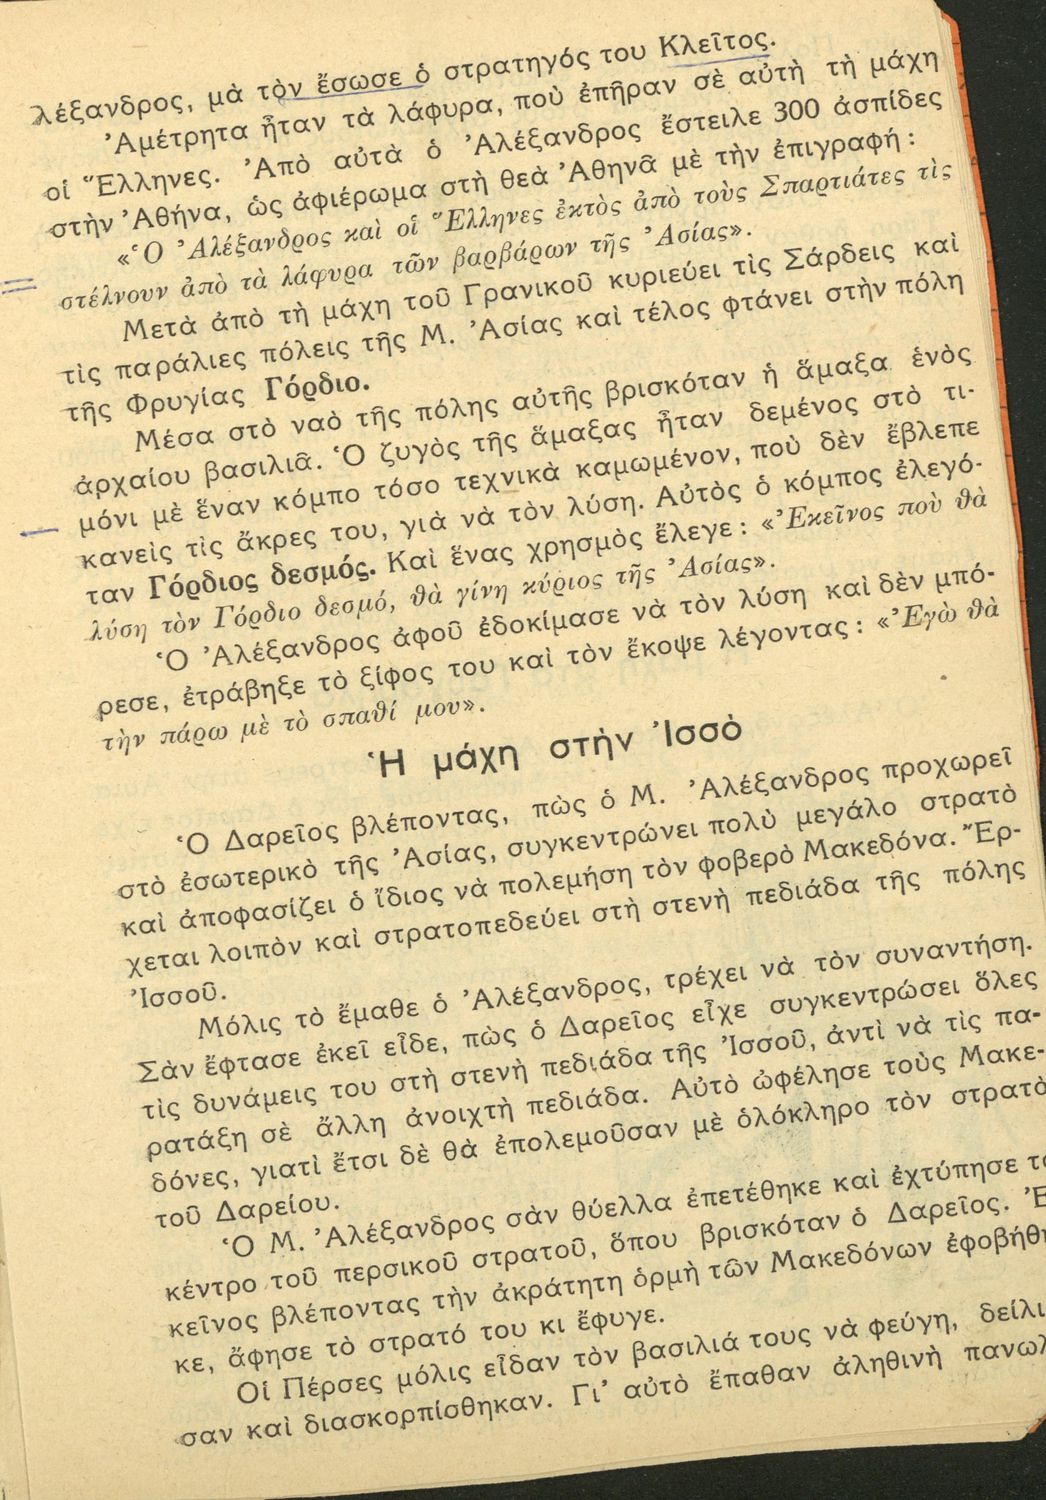 λέξανδρος, μὰ τὸν ἔσωσε ὁ στρατηγός του Κλεῖτος.
Ἀμέτρητα ἦταν τὰ λάφυρα, ποὺ ἐπῆραν σὲ αὐτὴ τὴ μάχη
οἱ Ἕλληνες. Ἀπὸ αὐτὰ ὁ Ἀλέξανδρος ἔστειλε 300 ἀσπίδες
στὴν Ἀθήνα, ὡς ἀφιέρωμα στὴ θεὰ Ἀθηνᾶ μὲ τὴν ἐπιγραφή :
«Ὁ Ἀλέξανδρος καὶ οἱ Ἕλληνες ἐκτὸς ἀπὸ τοὺς Σπαρτιάτες τὶς
στέλνουν ἀπὸ τὰ λάφυρα τῶν βαρβάρων τῆς Ἀσίας».
Μετὰ ἀπὸ τὴ μάχη τοῦ Γρανικοῦ κυριεύει τὶς Σάρδεις καὶ
τὶς παράλιες πόλεις τῆς Μ. Ἀσίας καὶ τέλος φτάνει στὴν πόλη
τῆς Φρυγίας Γόρδιο.
Μέσα στὸ ναὸ τῆς πόλης αὐτῆς βρισκόταν ἡ ἅμαξα ἑνὸς
ἀρχαίου βασιλιᾶ. Ὁ ζυγὸς τῆς ἅμαξας ἦταν δεμένος στὸ τι-
μόνι μὲ ἕναν κόμπο τόσο τεχνικὰ καμωμένον, ποὺ δὲν ἔβλεπε
κανεὶς τὶς ἄκρες του, γιὰ νὰ τὸν λύση. Αὐτὸς ὁ κόμπος ἐλεγό-
ταν Γόρδιος δεσμός. Καὶ ἕνας χρησμὸς ἔλεγε : «Ἐκεῖνος ποὺ θὰ
λύση τὸν Γόρδιο δεσμό, θὰ γίνη κύριος τῆς Ἀσίας».
Ὁ Ἀλέξανδρος ἀφοῦ ἐδοκίμασε νὰ τὸν λύση καὶ δὲν μπό-
ρεσε, ἐτράβηξε τὸ ξίφος του καὶ τὸν ἔκοψε λέγοντας : «Ἐγὼ θὰ
τὴν πάρω μὲ τὸ σπαθί μου».
Ἡ μάχη στὴν Ἰσσὸ
Ὁ Δαρεῖος βλέποντας, πὼς ὁ Μ. Ἀλέξανδρος προχωρεῖ
στὸ ἐσωτερικὸ τῆς Ἀσίας, συγκεντρώνει πολὺ μεγάλο στρατὸ
καὶ ἀποφασίζει ὁ ἴδιος νὰ πολεμήση τὸν φοβερὸ Μακεδόνα. Ἔρ-
χεται λοιπὸν καὶ στρατοπεδεύει στὴ στενὴ πεδιάδα τῆς πόλης
Ἰσσοῦ.
Μόλις τὸ ἔμαθε ὁ Ἀλέξανδρος, τρέχει νὰ τὸν συναντήση.
Σὰν ἔφτασε ἐκεῖ εἶδε, πὼς ὁ Δαρεῖος εἶχε συγκεντρώσει ὅλες
τὶς δυνάμεις του στὴ στενὴ πεδιάδα τῆς Ἰσσοῦ, ἀντὶ νὰ τὶς πα-
ρατάξη σὲ ἄλλη ἀνοιχτὴ πεδιάδα. Αὐτὸ ὠφέλησε τοὺς Μακε-
δόνες, γιατὶ ἔτσι δὲ θὰ ἐπολεμοῦσαν μὲ ὁλόκληρο τὸν στρατὸ
τοῦ Δαρείου.
Ὁ Μ. Ἀλέξανδρος σὰν θύελλα ἐπετέθηκε καὶ ἐχτύπησε
κέντρο τοῦ περσικοῦ στρατοῦ, ὅπου βρισκόταν ὁ Δαρεῖος.
κεῖνος βλέποντας τὴν ἀκράτητη ὁρμὴ τῶν Μακεδόνων ἐφοβήθη
κε, ἄφησε τὸ στρατό του κι ἔφυγε.
Οἱ Πέρσες μόλις εἶδαν τὸν βασιλιά τους νὰ φεύγη, δείλι
σαν καὶ διασκορπίσθηκαν. Γι' αὐτὸ ἔπαθαν ἀληθινὴ πανωλ